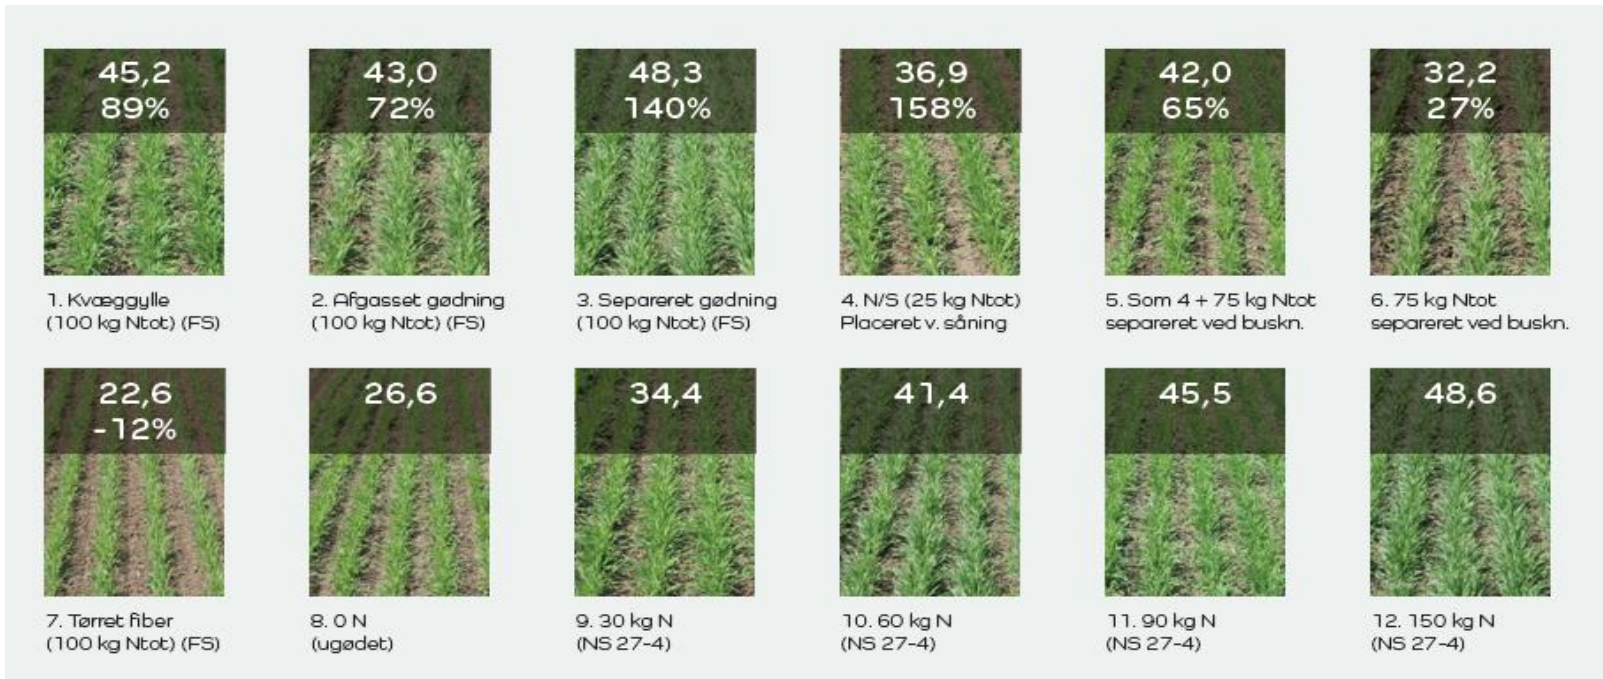 45,2
89%
1. Kvæggylle
(100 kg Ntot) (FS)
43,0
72%
2. Afgasset gødning
(100 kg Ntot) (FS)
48,3
140%
3. Separeret gødning
(100 kg Ntot) (FS)
36,9
158%
4. N/S (25 kg Ntot)
Placeret v. såning
42,0
65%
5. Som 4 + 75 kg Ntot
separeret ved buskn.
32,2
27%
6. 75 kg Ntot
separeret ved buskn.
22,6
-12%
7. Tørret fiber
(100 kg Ntot) (FS)
26,6
8. 0 N
(ugødet)
34,4
9. 30 kg N
(NS 27-4)
41,4
10. 60 kg N
(NS 27-4)
45,5
11. 90 kg N
(NS 27-4)
48,6
12. 150 kg N
(NS 27-4)